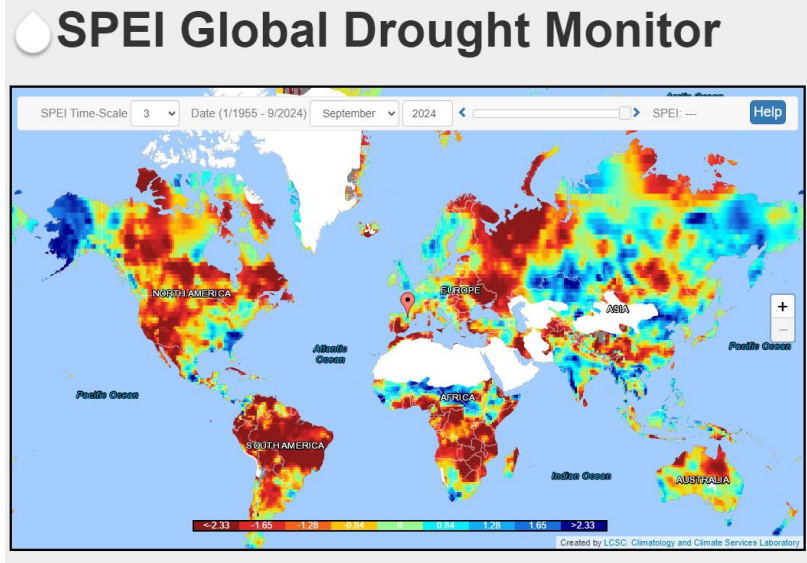 SPEI Global Drought Monitor
SPEI Time-Scale 3 Date (1/1955 - 9/2024) September 2024 SPEI: --- Help
Arctic Ocean
NORTH AMERICA
EUROPE
ASIA
+
−
Atlantic
Ocean
Pacific Ocean
Pacific Ocean
AFRICA
SOUTH AMERICA
Indian Ocean
AUSTRALIA
<-2.33 -1.65 -1.28 -0.84 0 0.84 1.28 1.65 >2.33
Created by LCSC: Climatology and Climate Services Laboratory